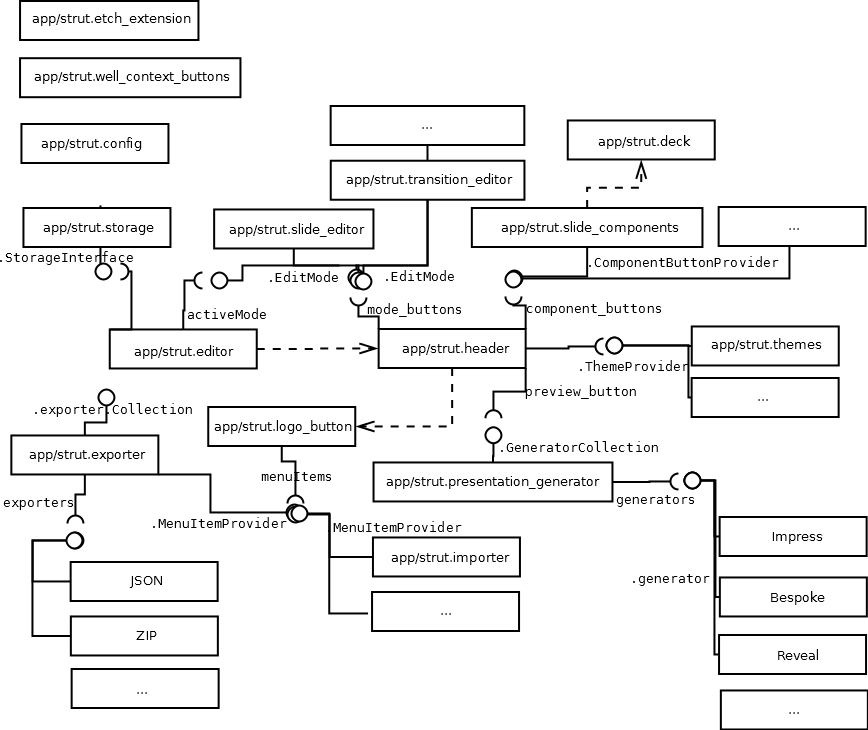 app/strut.etch_extension
app/strut.well_context_buttons
...
app/strut.config
app/strut.deck
app/strut.transition_editor
app/strut.storage
app/strut.slide_editor
app/strut.slide_components
...
.StorageInterface
.EditMode
.EditMode
.ComponentButtonProvider
activeMode
mode_buttons
component_buttons
app/strut.editor
app/strut.header
app/strut.themes
.ThemeProvider
preview_button
...
.exporter.Collection
app/strut.logo_button
app/strut.exporter
.GeneratorCollection
menuItems
app/strut.presentation_generator
exporters
generators
.MenuItemProvider
MenuItemProvider
Impress
app/strut.importer
JSON
.generator
Bespoke
...
ZIP
Reveal
...
...